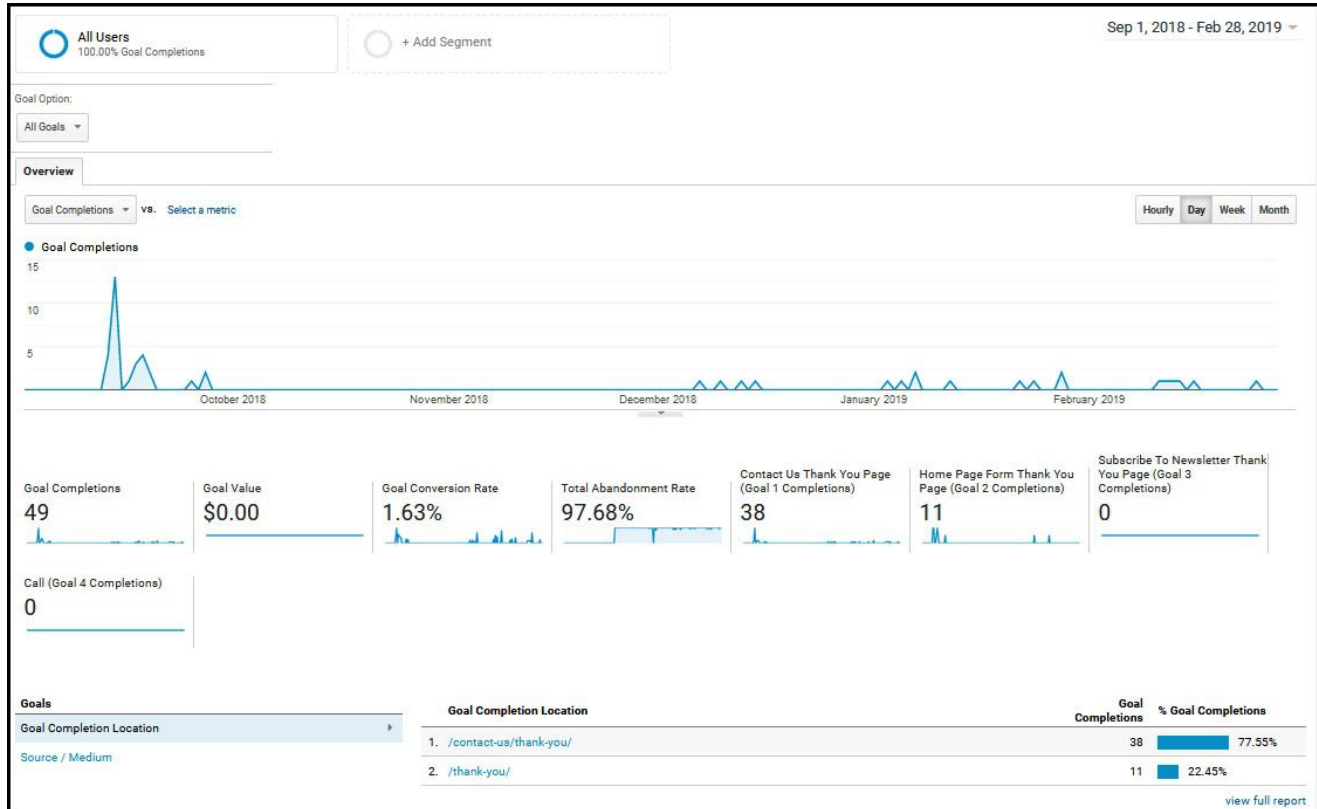 All Users
100.00% Goal Completions
+ Add Segment
Sep 1, 2018 - Feb 28, 2019
Goal Option:
All Goals
Overview
Goal Completions vs. Select a metric
Hourly Day Week Month
Goal Completions
15
10
5
October 2018 November 2018 December 2018 January 2019 February 2019
Goal Completions
49
Goal Value
$0.00
Goal Conversion Rate
1.63%
Total Abandonment Rate
97.68%
Contact Us Thank You Page
(Goal 1 Completions)
38
Home Page Form Thank You
Page (Goal 2 Completions)
11
Subscribe To Newsletter Thank
You Page (Goal 3
Completions)
0
Call (Goal 4 Completions)
0
Goals
Goal Completion Location
Source / Medium
Goal Completion Location Goal Completions % Goal Completions
1. /contact-us/thank-you/ 38 77.55%
2. /thank-you/ 11 22.45%
view full report